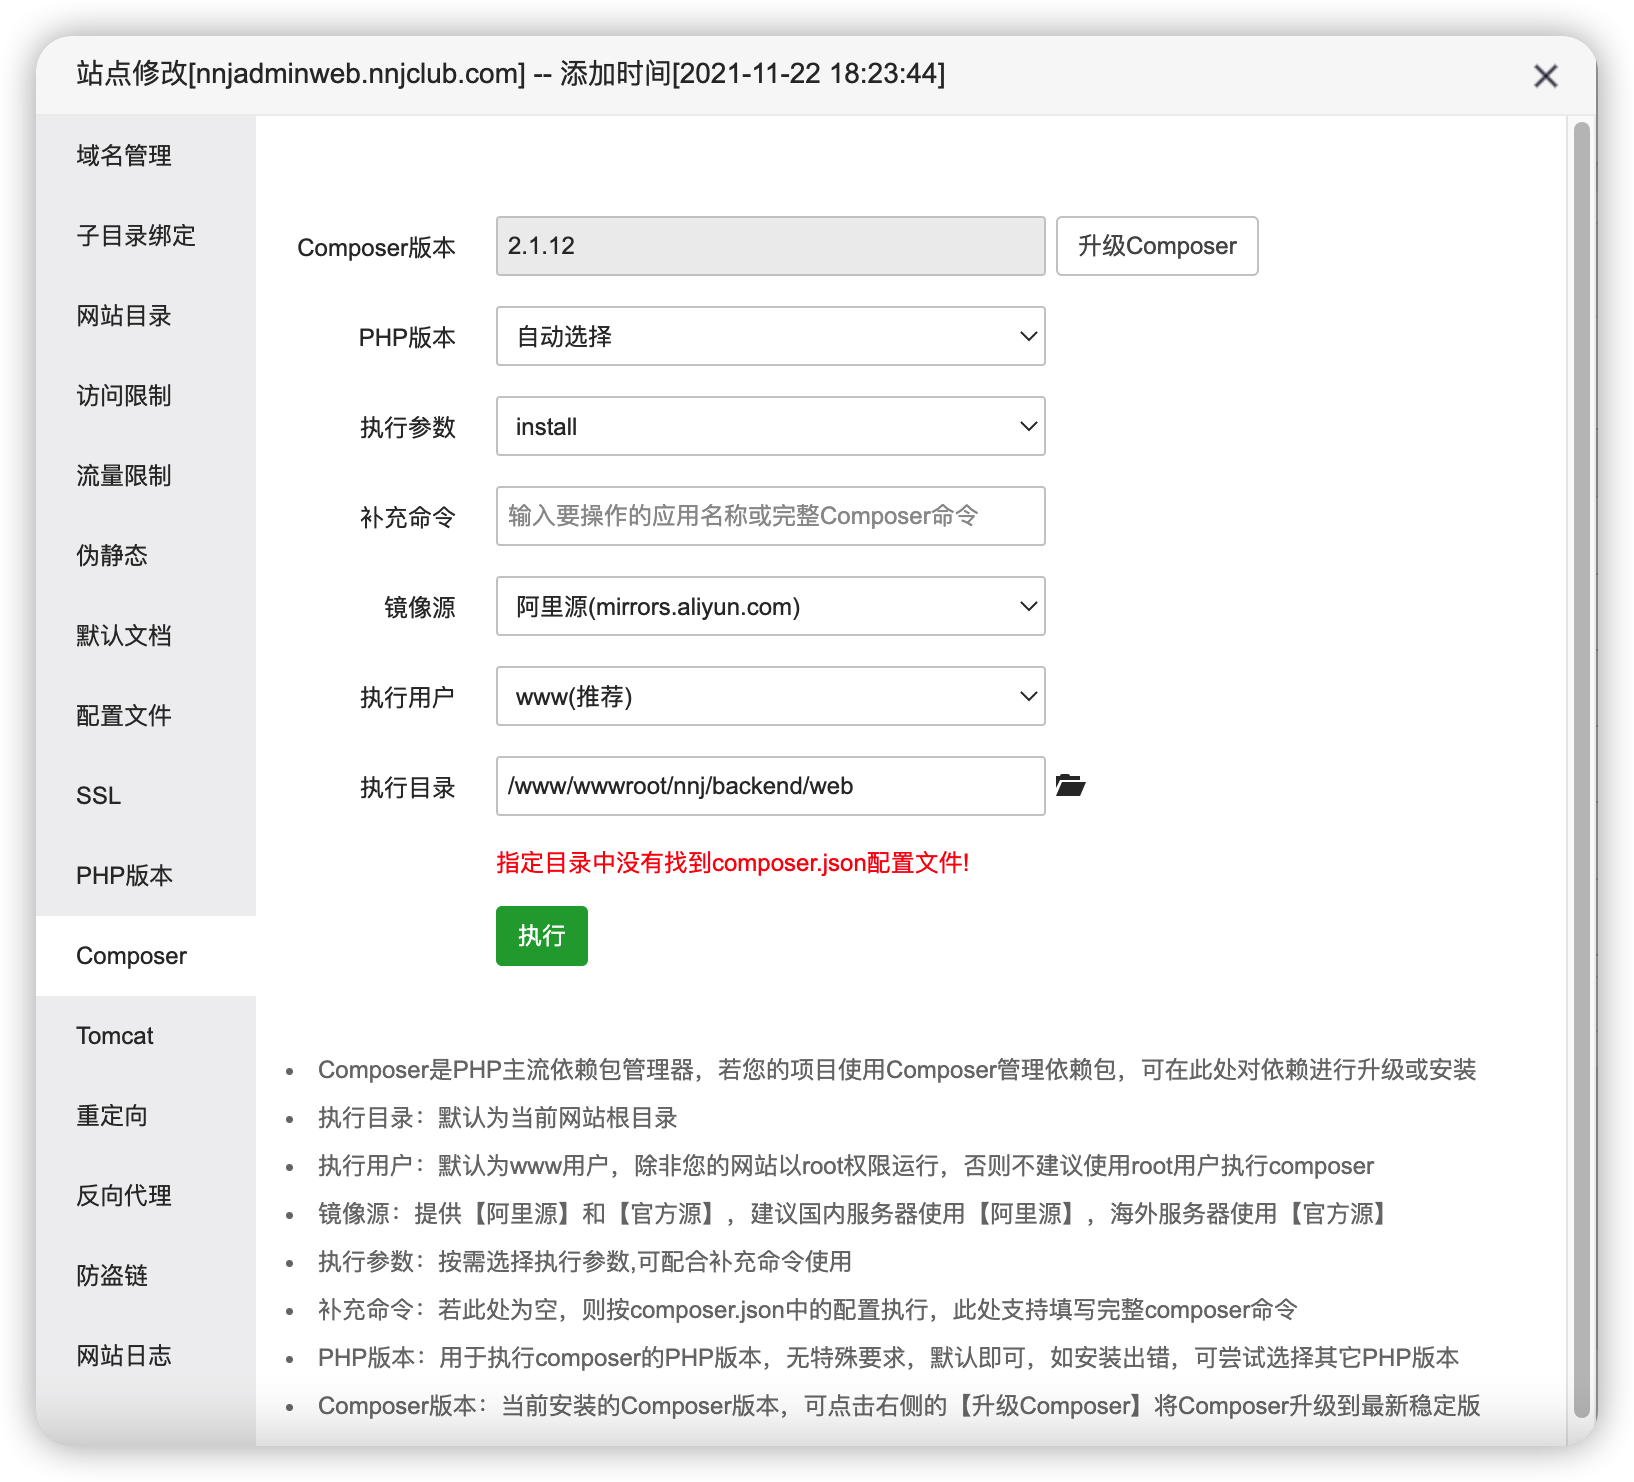 站点修改[nnjadminweb.nnjclub.com] -- 添加时间[2021-11-22 18:23:44]
域名管理
子目录绑定
网站目录
访问限制
流量限制
伪静态
默认文档
配置文件
SSL
PHP版本
Composer
Tomcat
重定向
反向代理
防盗链
网站日志
Composer版本 2.1.12 升级Composer
PHP版本 自动选择
执行参数 install
补充命令 输入要操作的应用名称或完整Composer命令
镜像源 阿里源(mirrors.aliyun.com)
执行用户 www(推荐)
执行目录 /www/wwwroot/nnj/backend/web
指定目录中没有找到composer.json配置文件!
执行
Composer是PHP主流依赖包管理器，若您的项目使用Composer管理依赖包，可在此处对依赖进行升级或安装
执行目录：默认为当前网站根目录
执行用户：默认为www用户，除非您的网站以root权限运行，否则不建议使用root用户执行composer
镜像源：提供【阿里源】和【官方源】，建议国内服务器使用【阿里源】，海外服务器使用【官方源】
执行参数：按需选择执行参数,可配合补充命令使用
补充命令：若此处为空，则按composer.json中的配置执行，此处支持填写完整composer命令
PHP版本：用于执行composer的PHP版本，无特殊要求，默认即可，如安装出错，可尝试选择其它PHP版本
Composer版本：当前安装的Composer版本，可点击右侧的【升级Composer】将Composer升级到最新稳定版